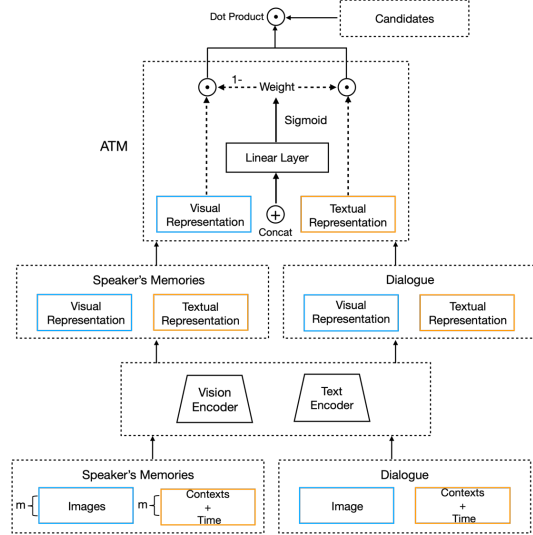 Dot Product
Candidates
1-
Weight
Sigmoid
ATM
Linear Layer
Visual
Representation
Concat
Textual
Representation
Speaker's Memories
Visual
Representation
Textual
Representation
Dialogue
Visual
Representation
Textual
Representation
Vision
Encoder
Text
Encoder
Speaker's Memories
m
Images
m
Contexts
+
Time
Dialogue
Image
Contexts
+
Time